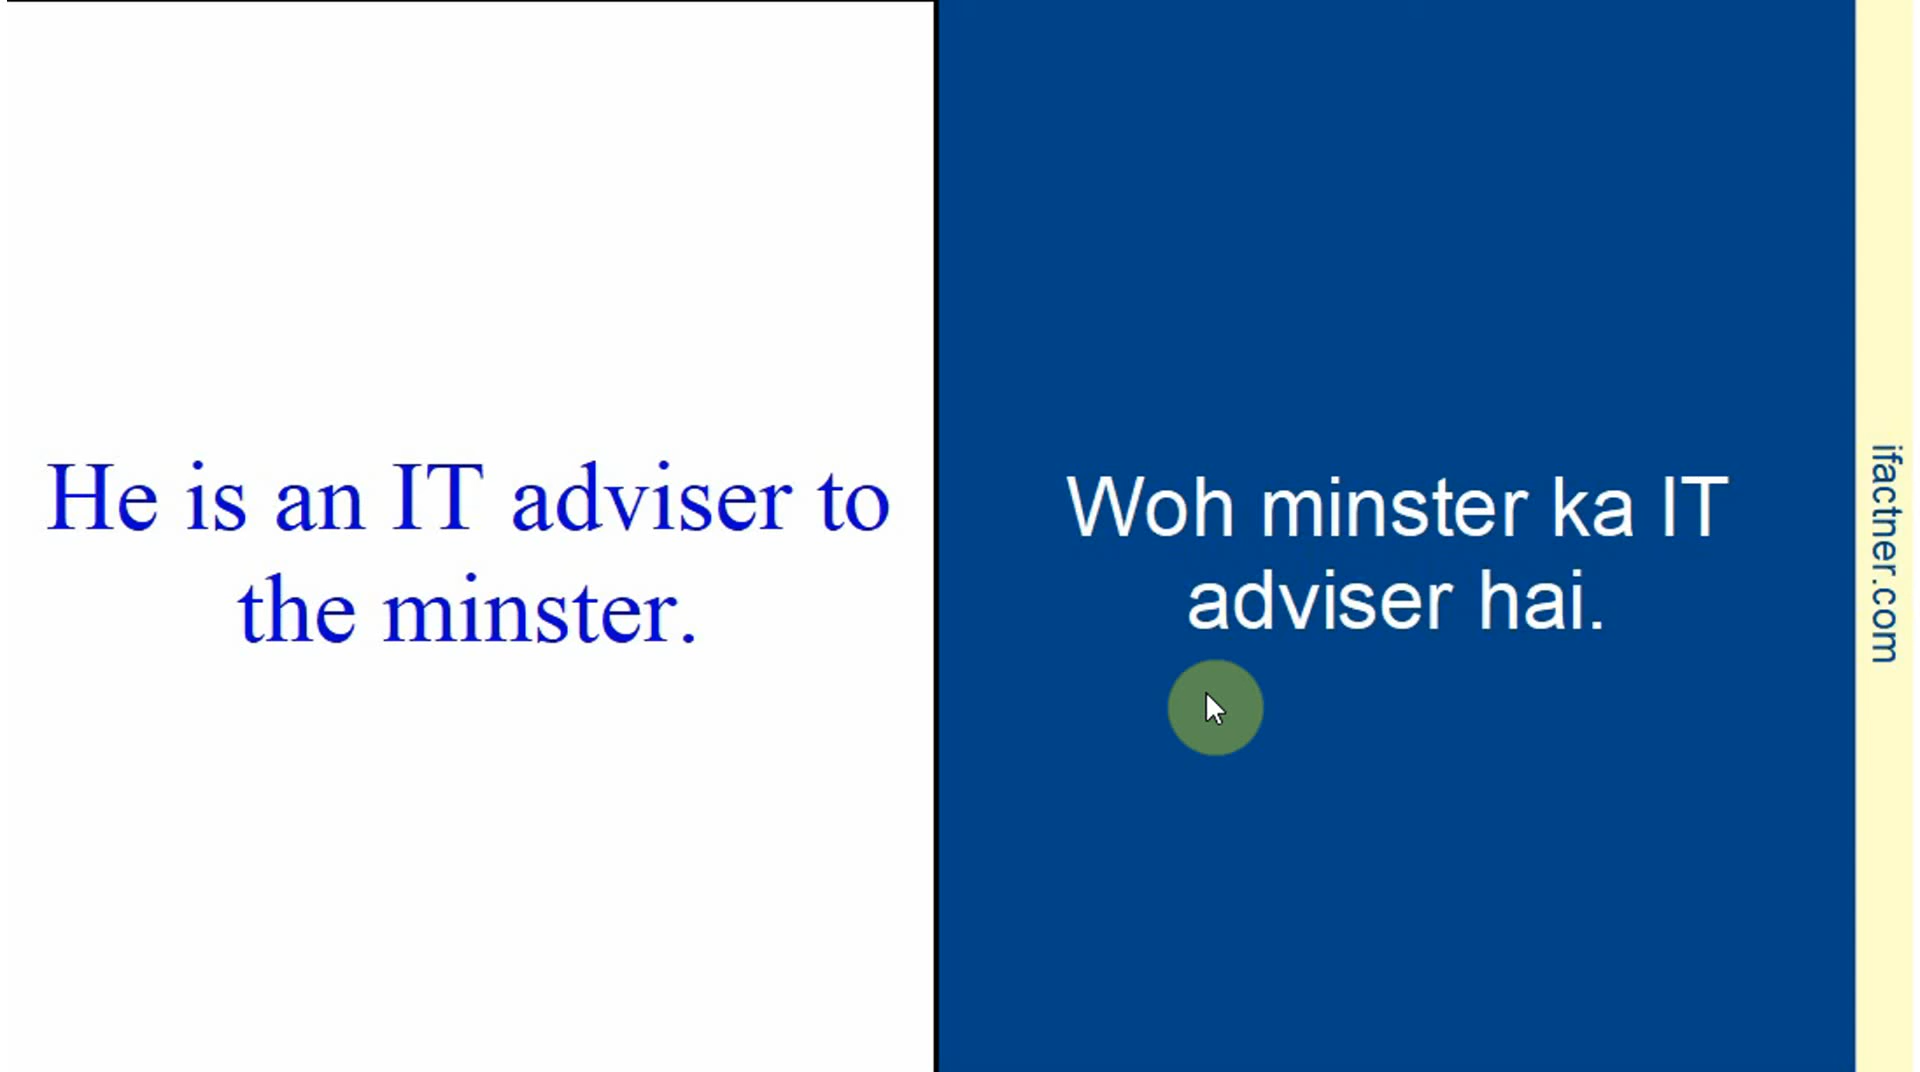 He is an IT adviser to
the minster.
Woh minster ka IT
adviser hai.
ifactner.com